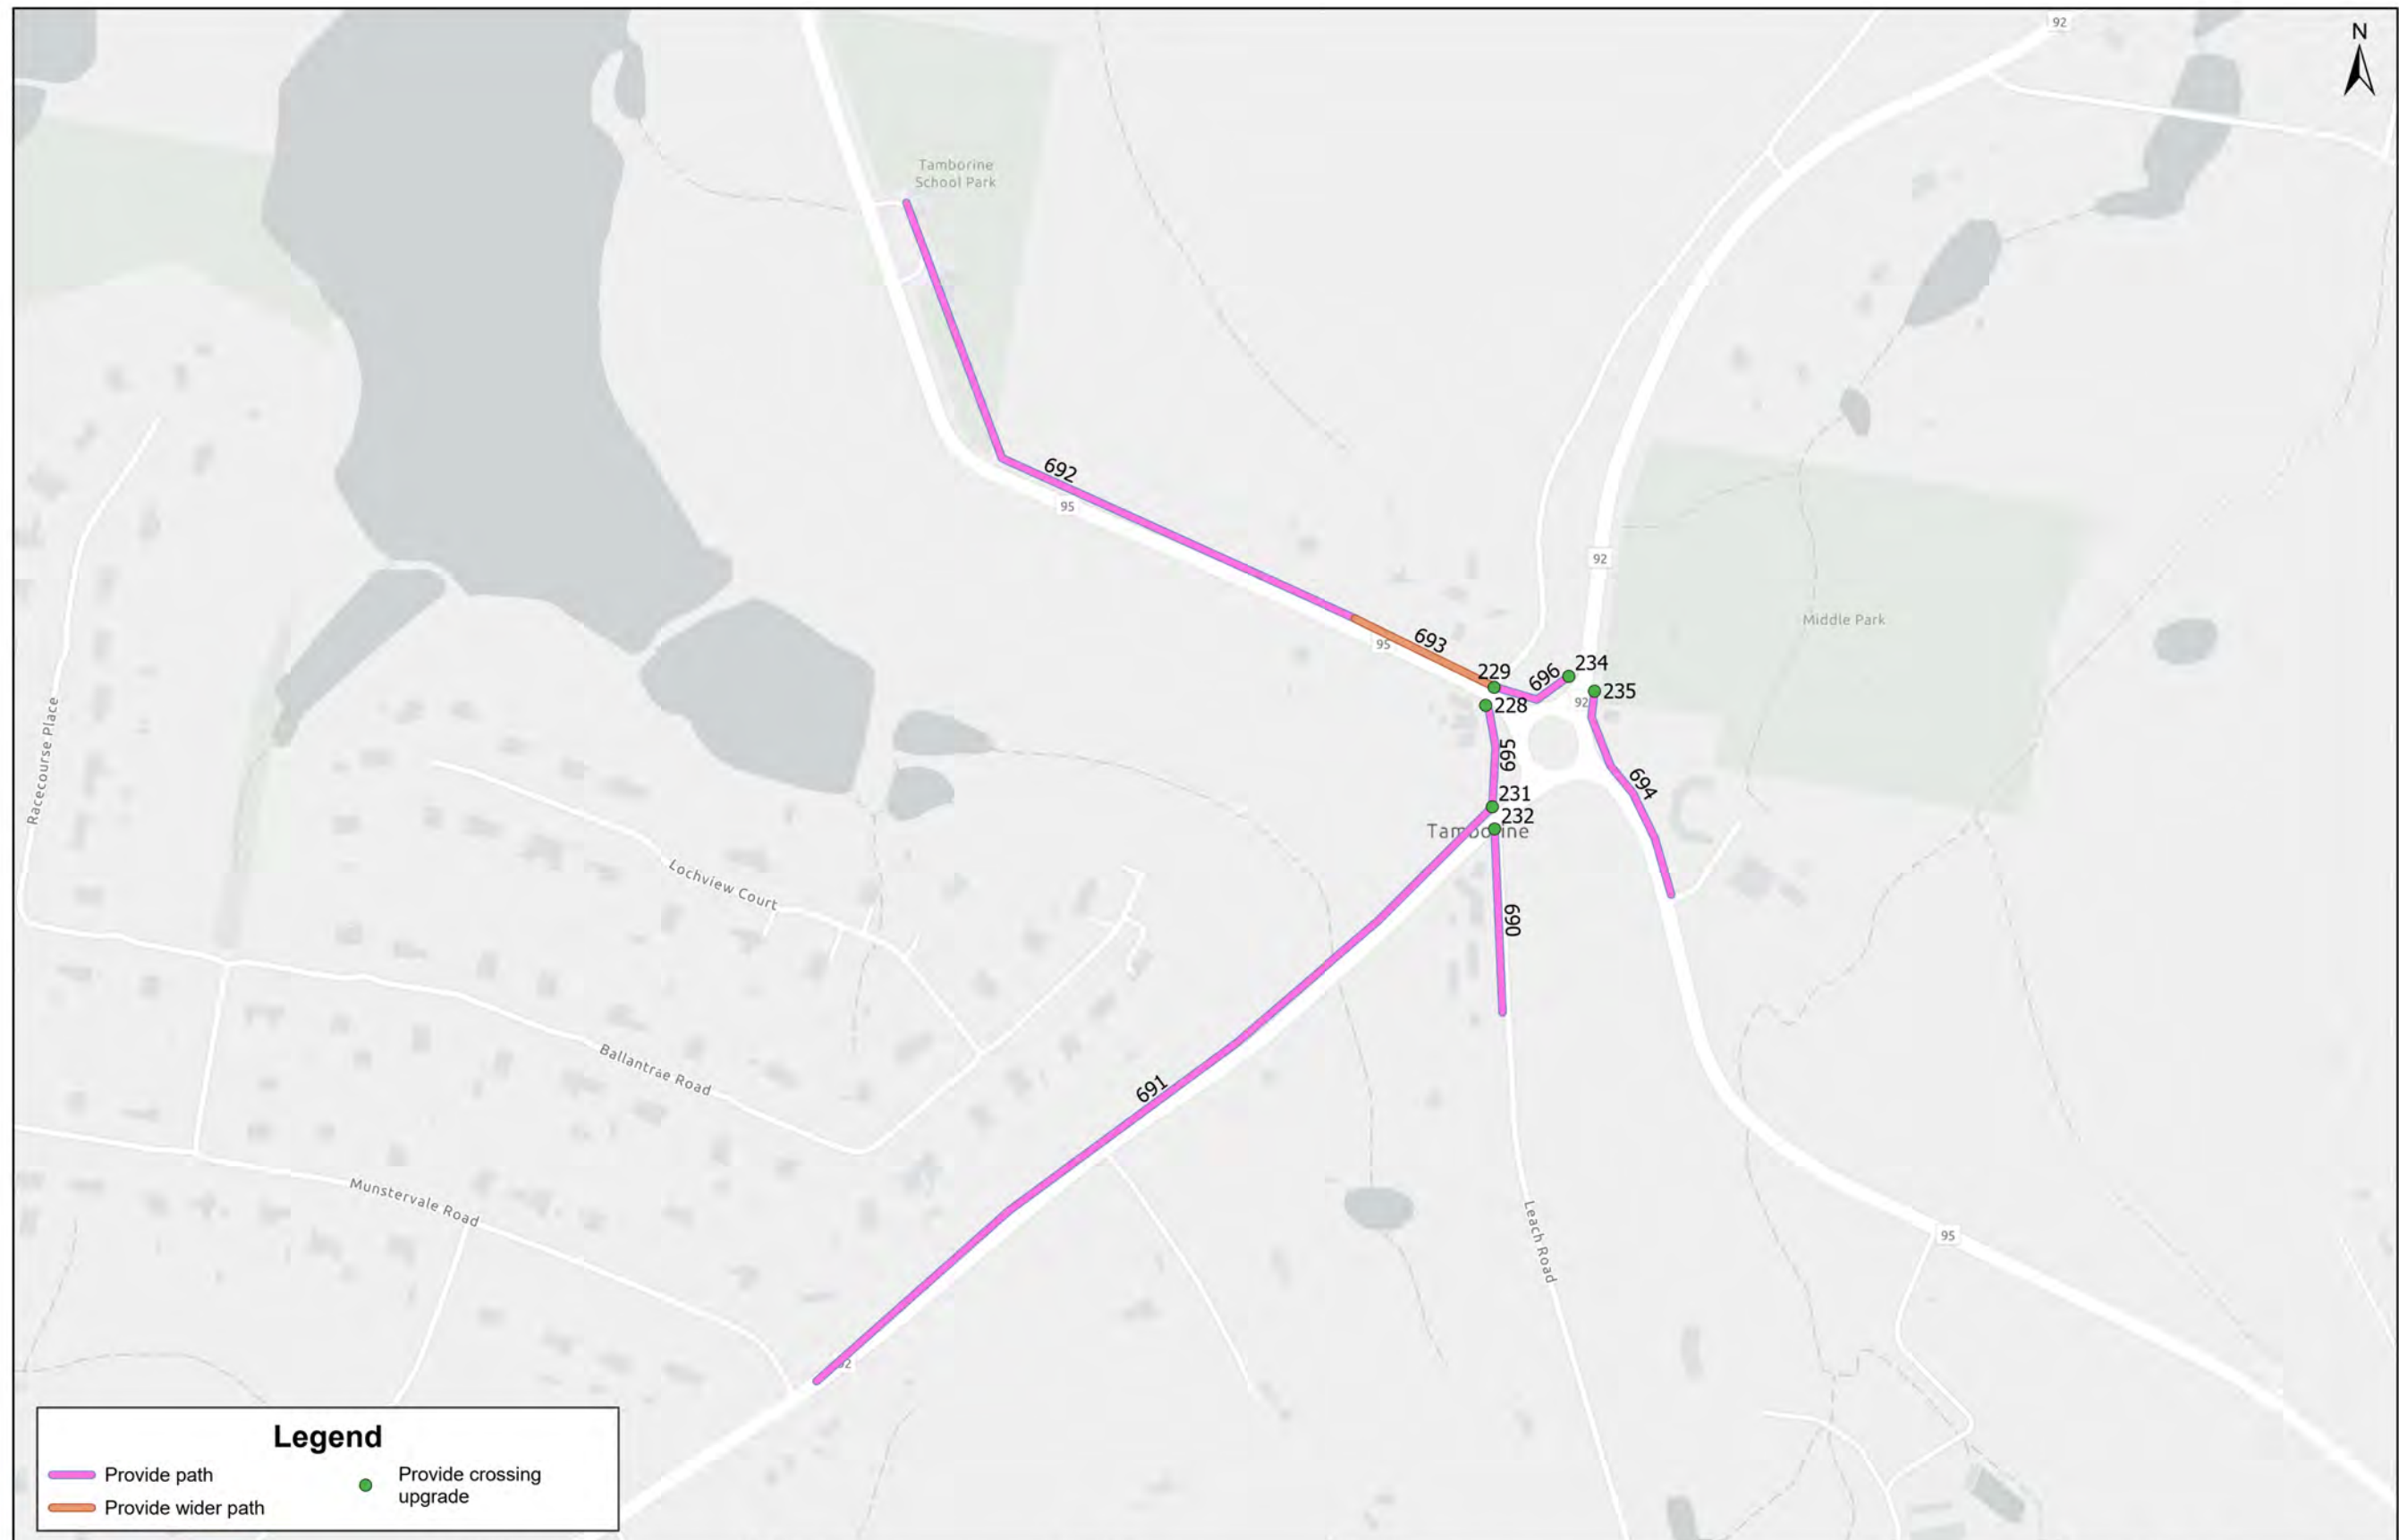 92
N
Tamborine
School Park
692
95
92
Middle Park
693
95
229
696
234
235
228
92
695
231
232
Tamborine
694
Racecourse Place
Lochview Court
690
Ballantrae Road
691
Munstervale Road
Leach Road
95
92
Legend
Provide path
Provide crossing
upgrade
Provide wider path